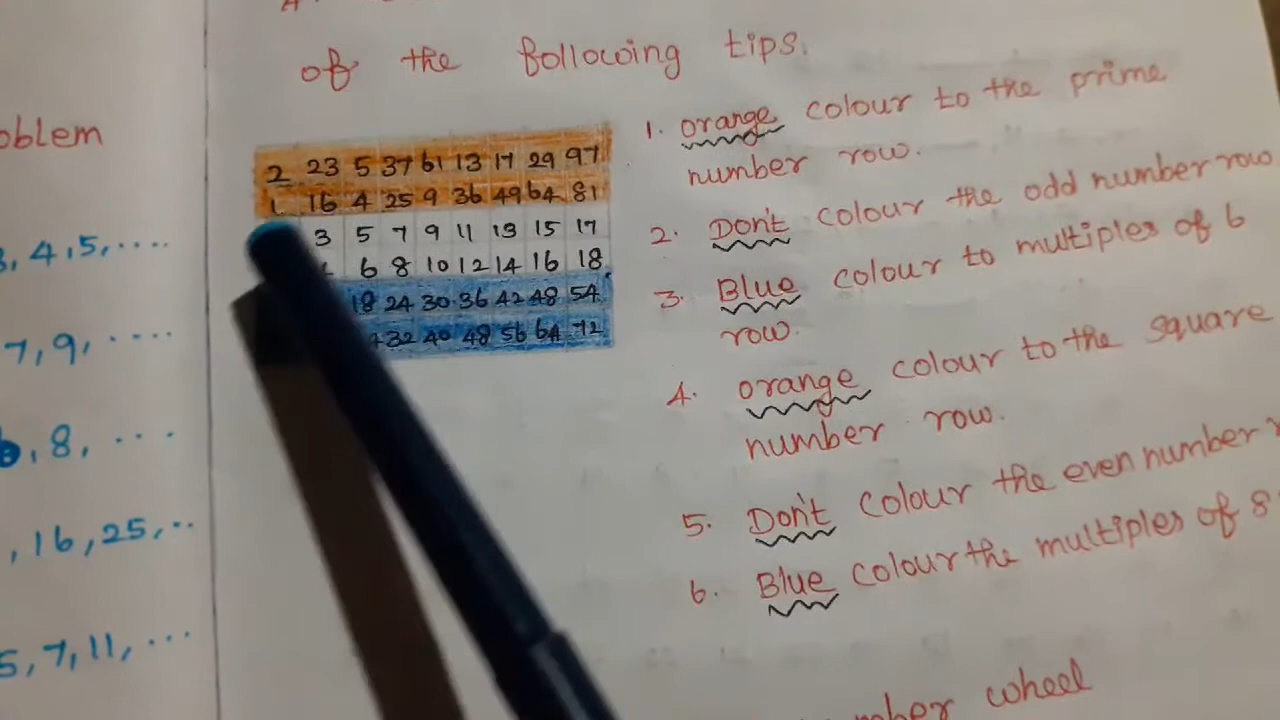 of the following tips.
oblem
1. orange colour to the prime
number row.
2 23 5 37 61 13 17 29 97
1 16 4 25 9 36 49 64 81
3 5 7 9 11 13 15 17
6 8 10 12 14 16 18
18 24 30 36 42 48 54
32 40 48 56 64 72
2. Don't colour the odd number row
3. Blue colour to multiples of 6
row.
4. orange colour to the square
number row.
5. Don't colour the even number
6. Blue colour the multiples of 8
, 4, 5, ....
7, 9, ....
, 8, ...
, 16, 25, ..
5, 7, 11, ...
wheel